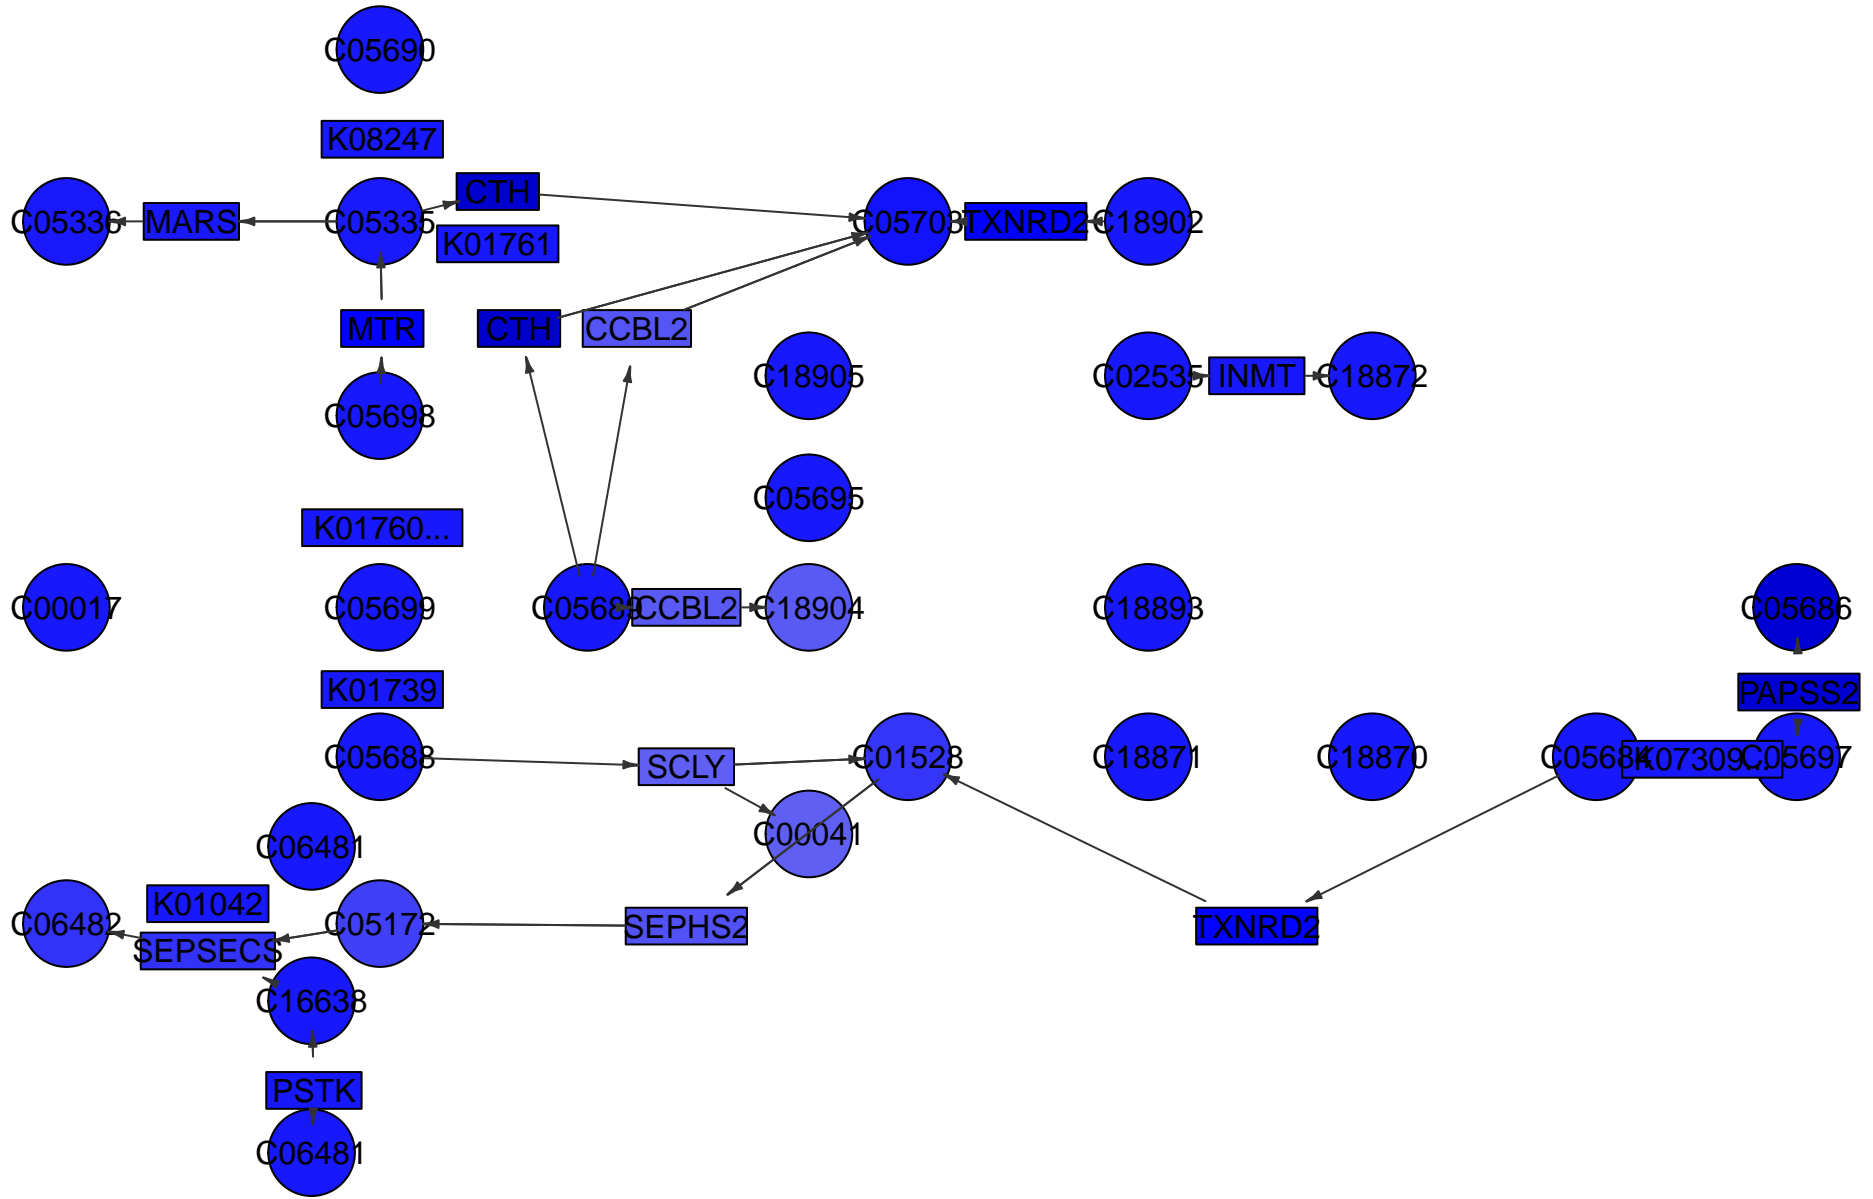 C05690
K08247
CTH
C05336
MARS
C05335
K01761
C05703
TXNRD2
C18902
MTR
CTH
CCBL2
C18905
C02535
INMT
C18872
C05698
C05695
K01760...
C00017
C05699
C05689
CCBL2
C18904
C18893
C05686
K01739
PAPSS2
C05688
SCLY
C01528
C18871
C18870
C05684
K07309...
C05697
C00041
C06481
K01042
C06482
SEPSECS
C05172
SEPHS2
TXNRD2
C16638
PSTK
C06481